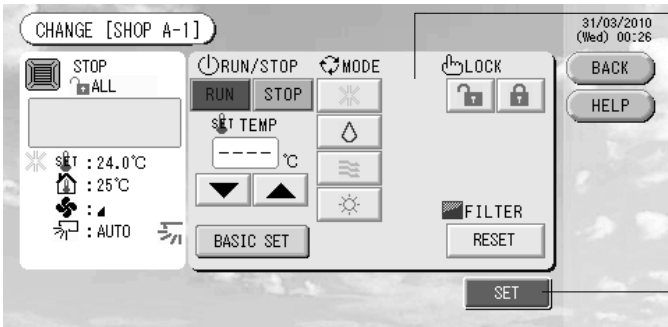 CHANGE [SHOP A-1]
31/03/2010
(Wed) 00:26
STOP
ALL
SET : 24.0°C
: 25°C
:
: AUTO
RUN/STOP
RUN STOP
SET TEMP
---- °C
BASIC SET
MODE
LOCK
FILTER
RESET
BACK
HELP
SET